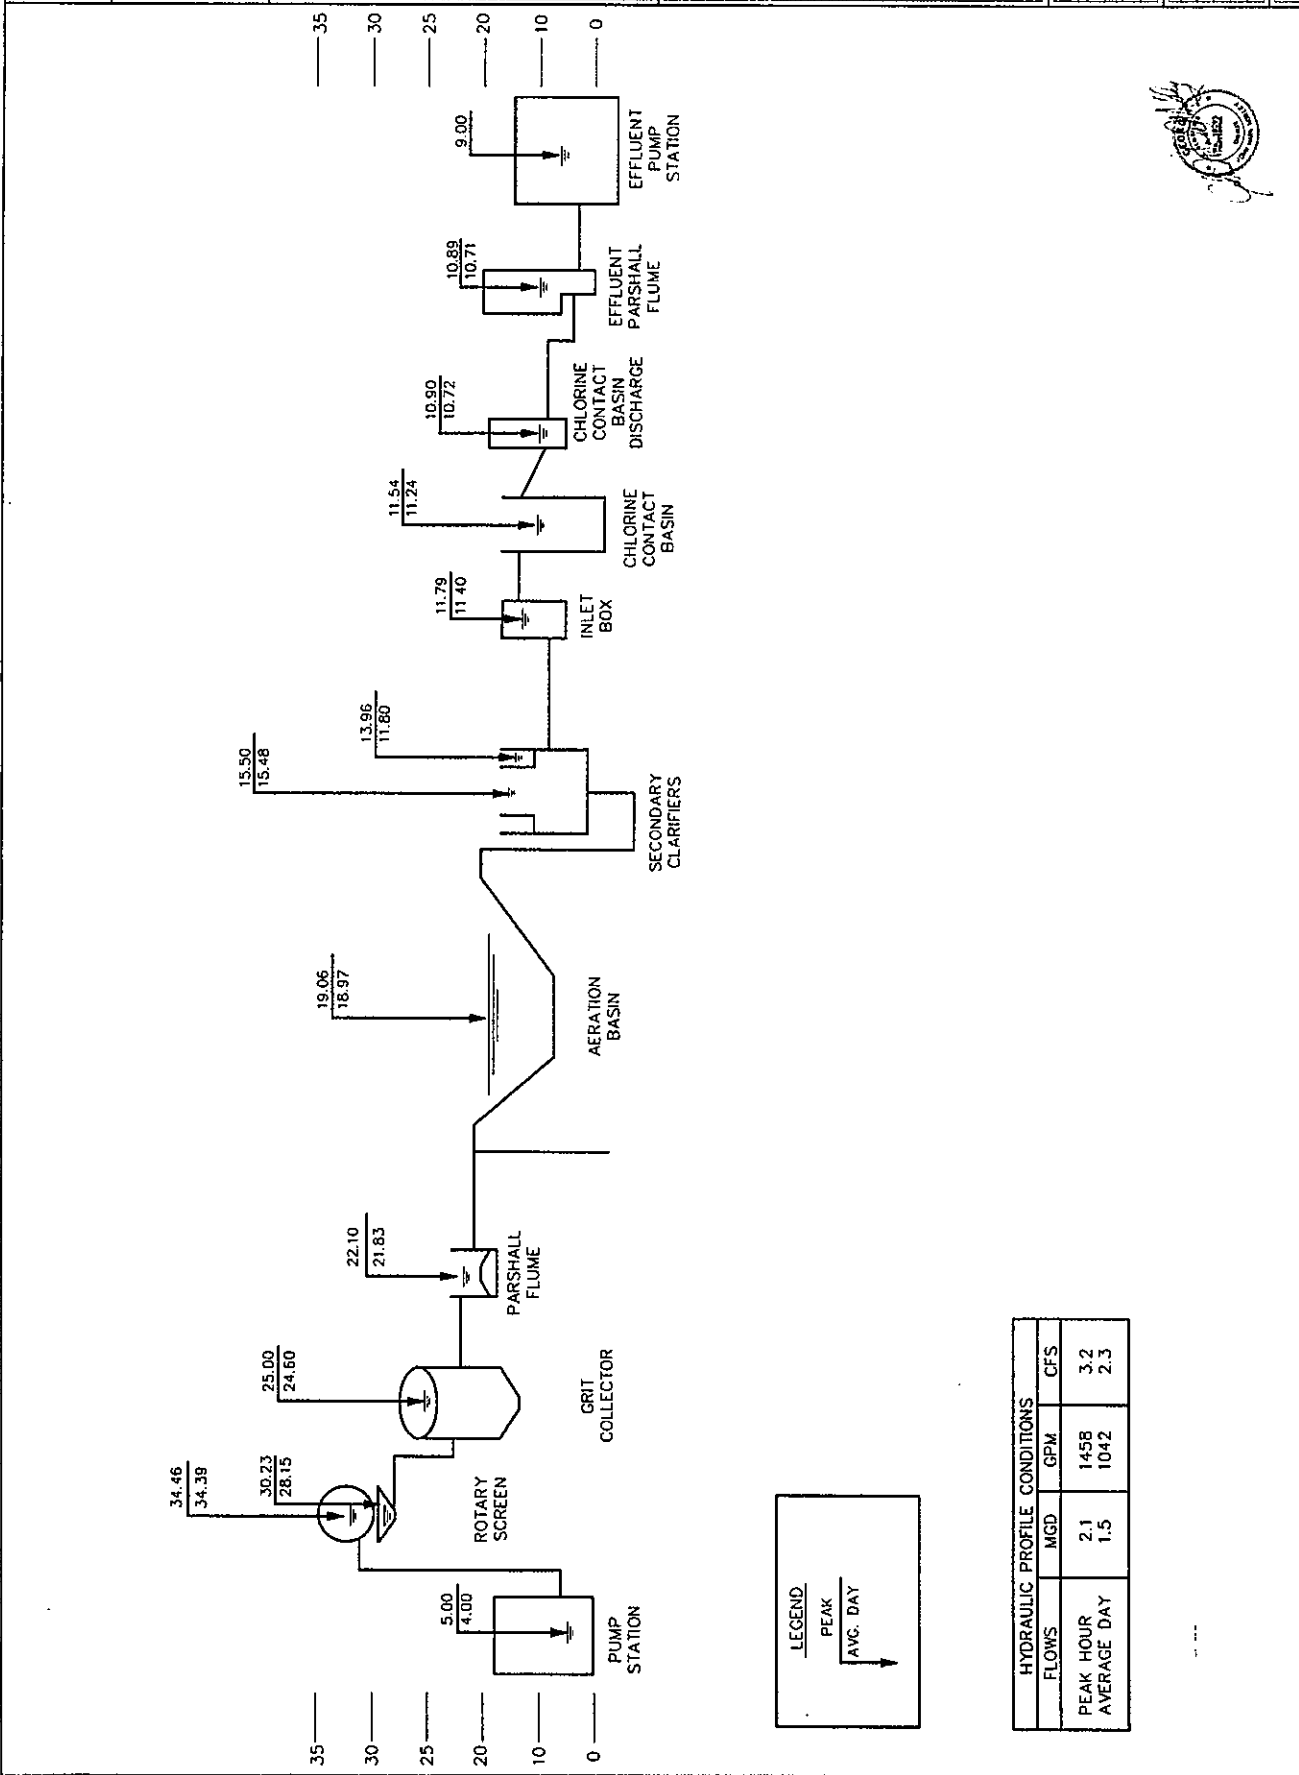 35
30
25
20
10
0
5.00
4.00
PUMP
STATION
34.46
34.39
30.23
28.15
ROTARY
SCREEN
25.00
24.60
GRIT
COLLECTOR
22.10
21.83
PARSHALL
FLUME
19.06
18.97
AERATION
BASIN
15.50
15.48
13.96
11.80
SECONDARY
CLARIFIERS
11.79
11.40
INLET
BOX
11.54
11.24
CHLORINE
CONTACT
BASIN
10.90
10.72
CHLORINE
CONTACT
BASIN
DISCHARGE
10.89
10.71
EFFLUENT
PARSHALL
FLUME
9.00
EFFLUENT
PUMP
STATION
35
30
25
20
10
0
LEGEND
PEAK
AVG. DAY
HYDRAULIC PROFILE CONDITIONS
FLOWS MGD GPM CFS
PEAK HOUR 2.1 1458 3.2
AVERAGE DAY 1.5 1042 2.3